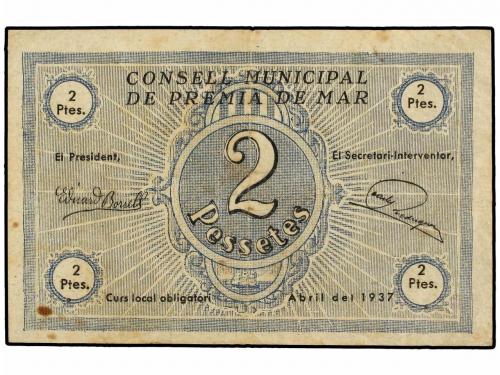 CONSELL MUNICIPAL
DE PREMIA DE MAR
2 Ptes.
2 Ptes.
El President,
El Secretari-Interventor,
2
Pessetes
2 Ptes.
2 Ptes.
Curs local obligatori
Abril del 1937